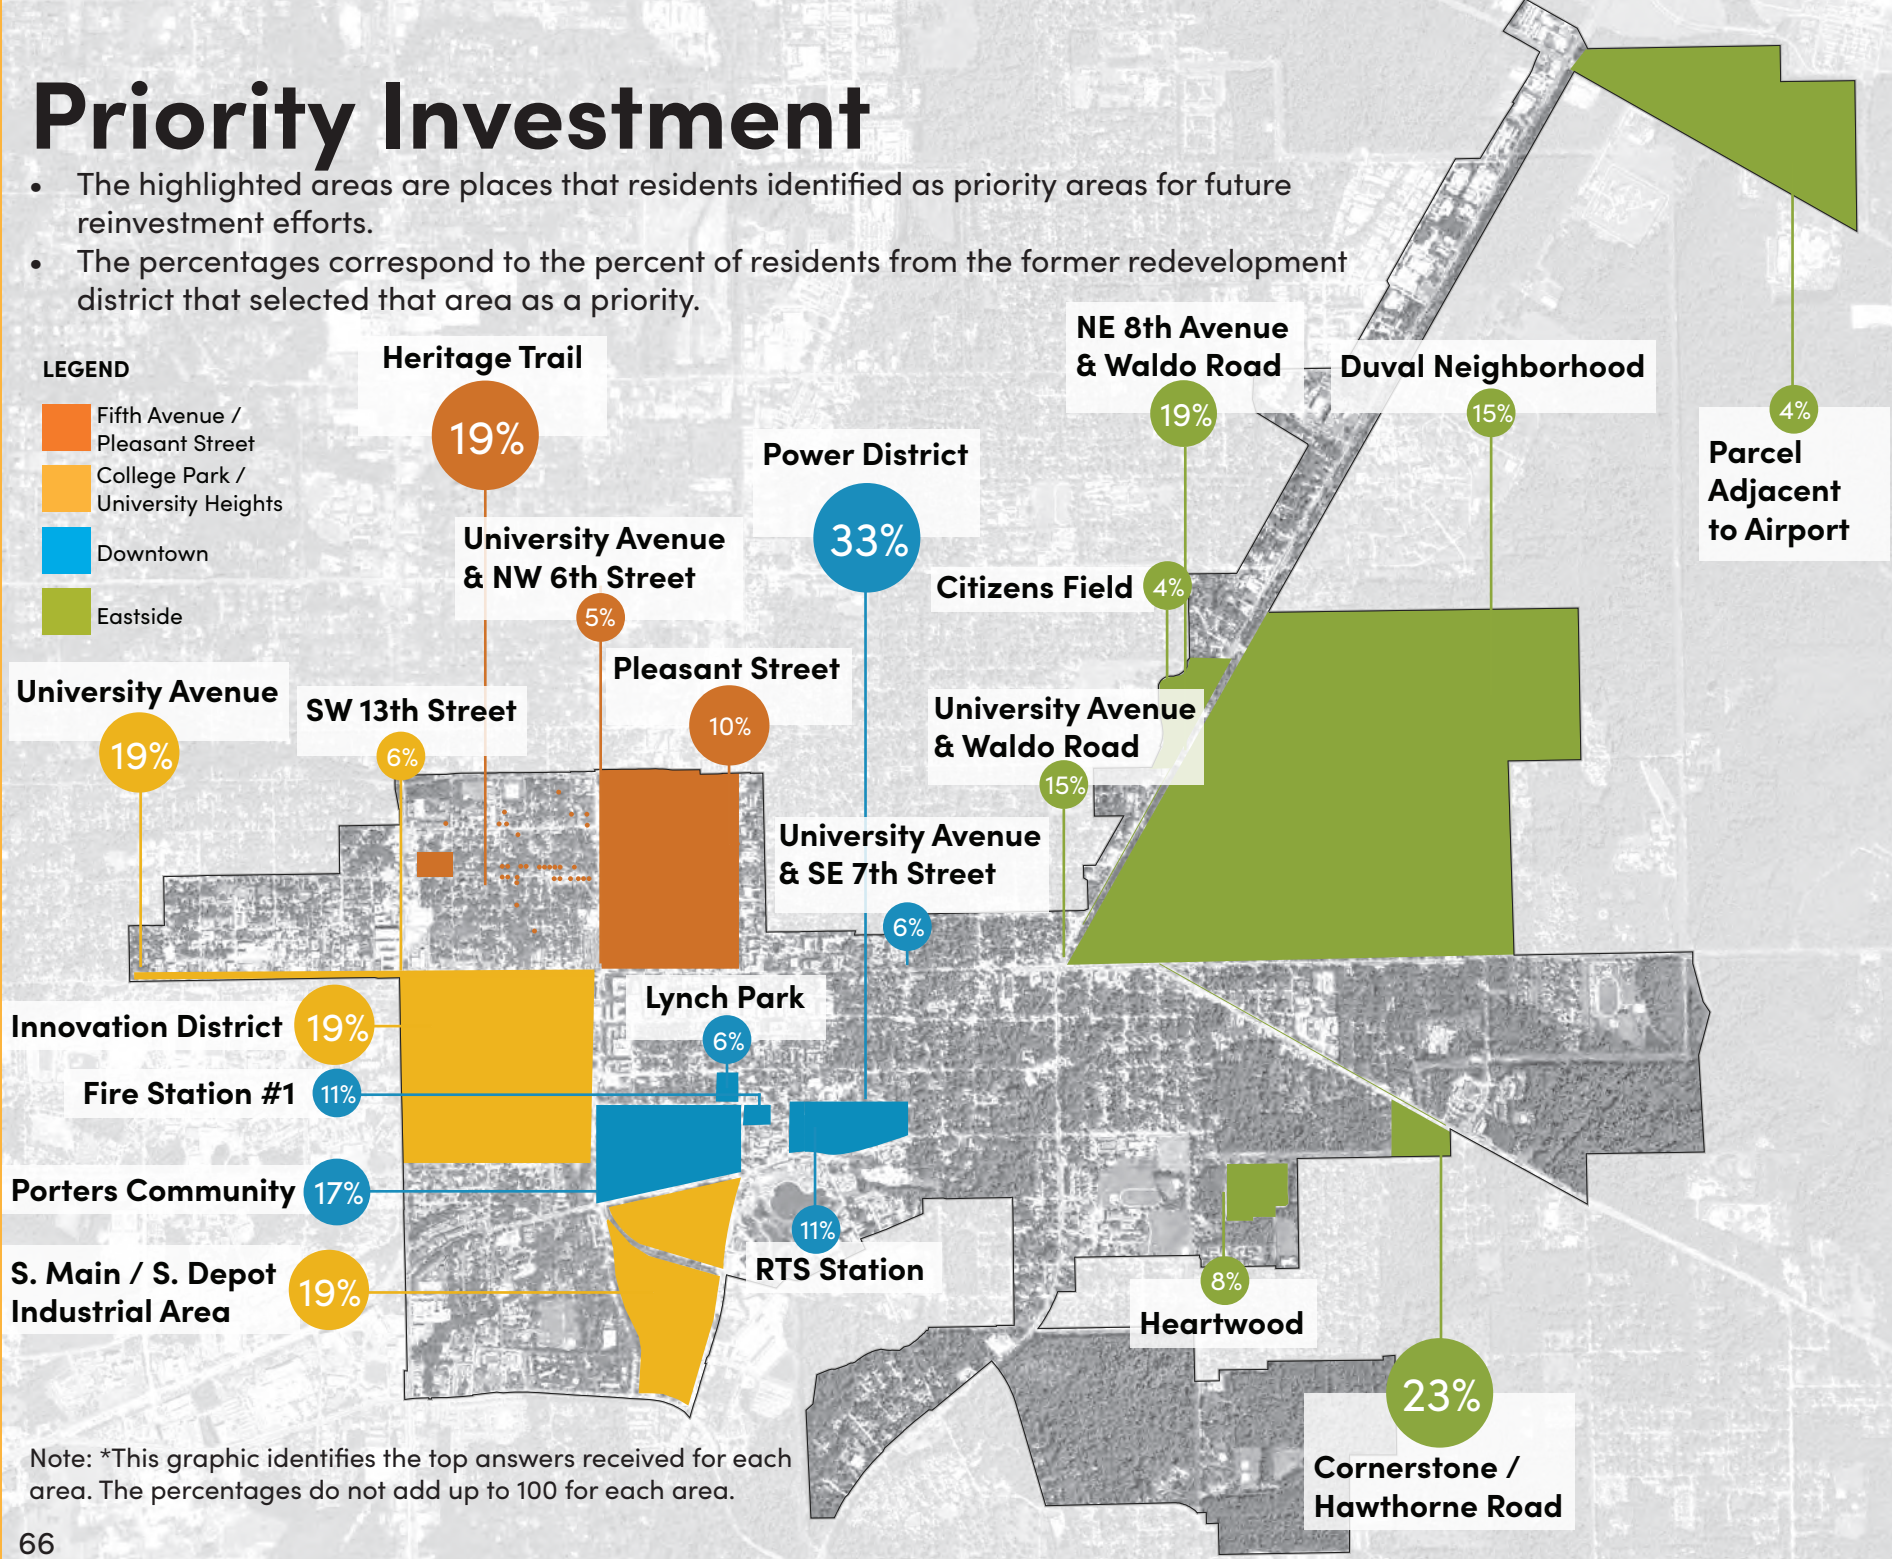 Priority Investment
• The highlighted areas are places that residents identified as priority areas for future
reinvestment efforts.
• The percentages correspond to the percent of residents from the former redevelopment
district that selected that area as a priority.
LEGEND
Fifth Avenue /
Pleasant Street
College Park /
University Heights
Downtown
Eastside
Heritage Trail
19%
University Avenue
& NW 6th Street
5%
Pleasant Street
10%
Power District
33%
NE 8th Avenue
& Waldo Road
19%
Duval Neighborhood
15%
4%
Parcel
Adjacent
to Airport
Citizens Field
4%
University Avenue
19%
SW 13th Street
6%
University Avenue
& Waldo Road
15%
University Avenue
& SE 7th Street
6%
Lynch Park
6%
Innovation District
19%
Fire Station #1
11%
Porters Community
17%
S. Main / S. Depot
Industrial Area
19%
11%
RTS Station
8%
Heartwood
23%
Cornerstone /
Hawthorne Road
Note: *This graphic identifies the top answers received for each
area. The percentages do not add up to 100 for each area.
66